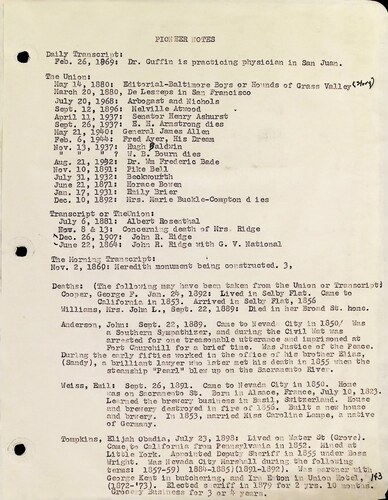 PIONEER NOTES
Daily Transcript:
Feb. 26, 1869: Dr. Guffin is practicing physician in San Juan.
The Union:
May 14, 1880: Editorial-Baltimore Boys or Hounds of Grass Valley (Story)
March 20, 1880, De Lesseps in San Francisco
July 20, 1968: Arbogast and Nichols
Sept. 12, 1896: Melville Atwood
April 11, 1937: Senator Henry Ashurst
Sept. 26, 1937: E. H. Armstrong dies
May 21, 1940: General James Allen
Feb. 6, 1944: Fred Ayer, His Dream
Nov. 13, 1937: Hugh Baldwin
" " " ? W. B. Bourn dies
Aug. 21, 1932: Dr. Wm Frederic Bade
Nov. 10, 1891: Pike Bell
July 31, 1932: Beckwourth
June 21, 1871: Horace Bowen
Jan. 17, 1931: Emily Brier
Dec. 10, 1892: Mrs. Marie Buckle-Compton dies
Transcript or The Union:
July 6, 1881: Albert Rosenthal
Nov. 8 & 13: Concerning death of Mrs. Ridge
Dec. 26, 1907: John R. Ridge
June 22, 1864: John R. Ridge with G. V. National
The Morning Transcript:
Nov. 2, 1860: Meredith monument being constructed. 3,
Deaths: (The following may have been taken from the Union or Transcript)
Cooper, George F. Jan. 24, 1892: Lived in Selby Flat. Came to
California in 1853. Arrived in Selby Flat, 1856
Williams, Mrs. John L., Sept. 22, 1889: Died in her Broad St. home.
Anderson, John: Sept. 22, 1889. Came to Nevada City in 1850/ Was
a Southern Sympathizer, and during the Civil Wat was
arrested for one treasonable utterance and imprisoned at
Fort Churchill for a brief time. Was Justice of the Peace.
During the early fifties worked in the office of his brother Elias,
(Sandy), a brilliant lawyer who later met his death in 1855 when the
steamship "Pearl" blew up on the Sacramento River.
Weiss, Emil: Sept. 26, 1891. Came to Nevada City in 1850. Home
was on Sacramento St. Born in Alsace, France, July 10, 1823.
Learned the brewery business in Basil, Switzerland. House
and brewery destroyed in fire of 1856. Built a new house
and brewery. In 1853, married Miss Caroline Lumpe, a native
of Germany.
Tompkins, Elijah Obadia, July 23, 1898: Lived on Water St (Grove).
Came to California from Pennsylvania in 1852. Mined at
Little York. Appointed Deputy Sheriff in 1855 under Boss
Wright. Was Nevada City Marshall during the following
terms: 1857-59) 1884-1885(1891-1892). Was partner with
George Kent in butchering, and Ira Eaton in Union Hotel,
(1872-'73). Elected sheriff in 1879 for 2 yrs. 10 months.
Grocery Business for 3 or 4 years.
143